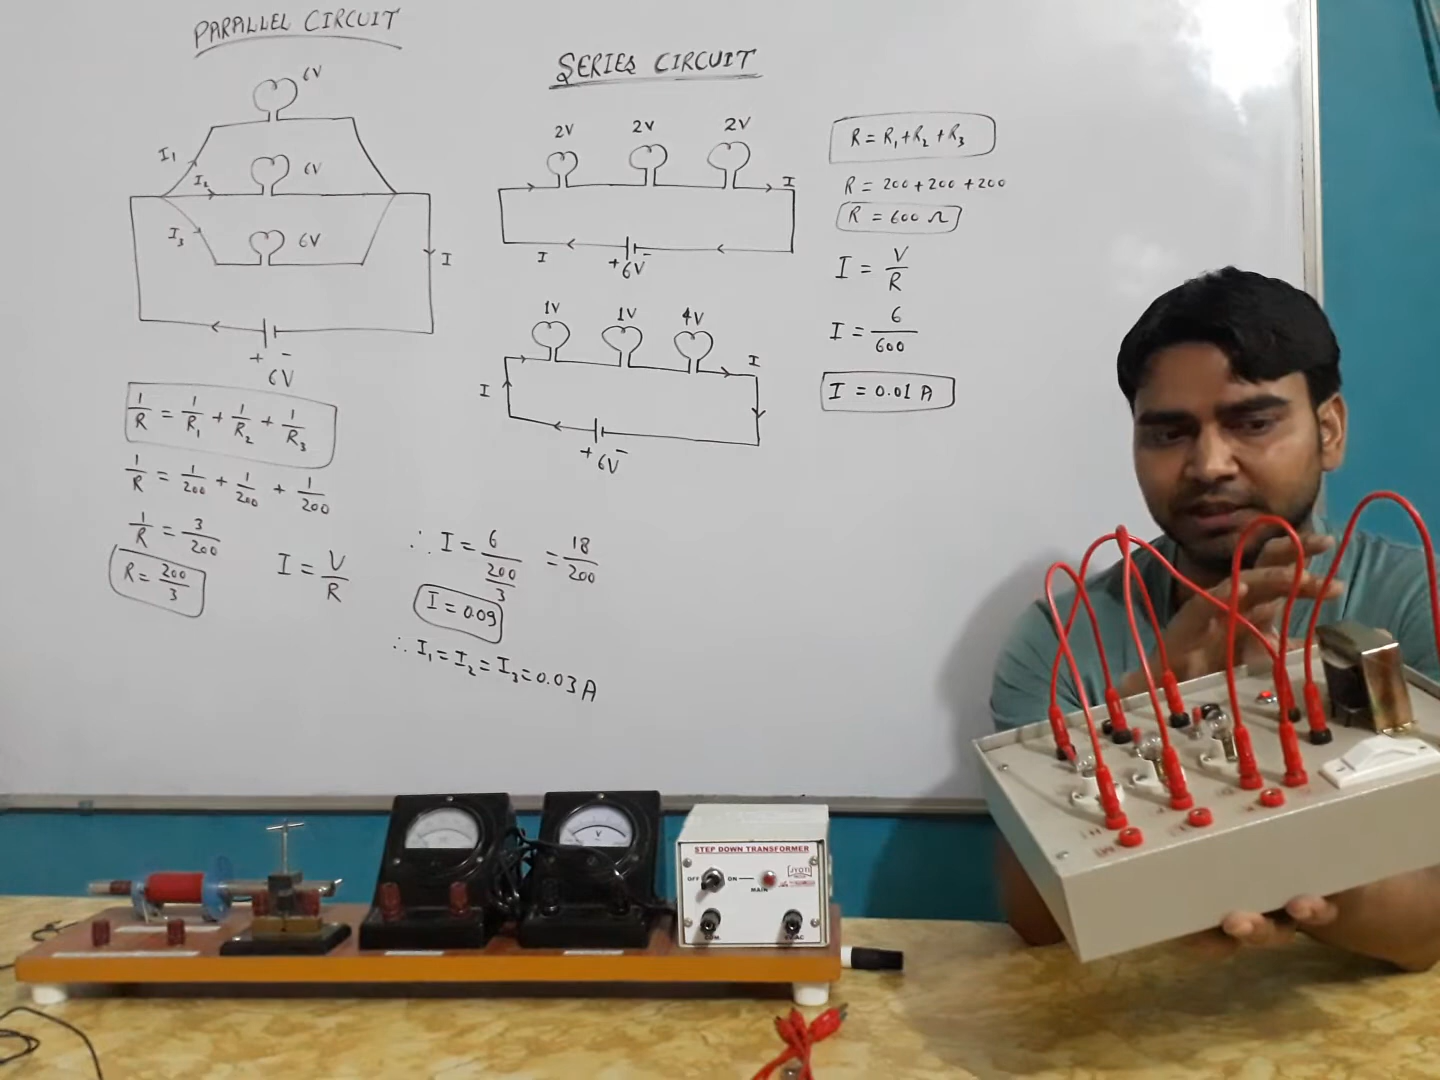 PARALLEL CIRCUIT
6V
I₁
6V
I₂
I₃
6V
I
+ -
6V
1/R = 1/R₁ + 1/R₂ + 1/R₃
1/R = 1/200 + 1/200 + 1/200
1/R = 3/200
R = 200/3
I = V/R
∴ I = 6/(200/3) = 18/200
I = 0.09
∴ I₁ = I₂ = I₃ = 0.03 A
SERIES CIRCUIT
2V 2V 2V
I
I
+ 6V -
1V 1V 4V
I
I
+ 6V -
R = R₁ + R₂ + R₃
R = 200 + 200 + 200
R = 600 Ω
I = V/R
I = 6/600
I = 0.01 A
V
STEP DOWN TRANSFORMER
OFF ON MAIN
JYOTI